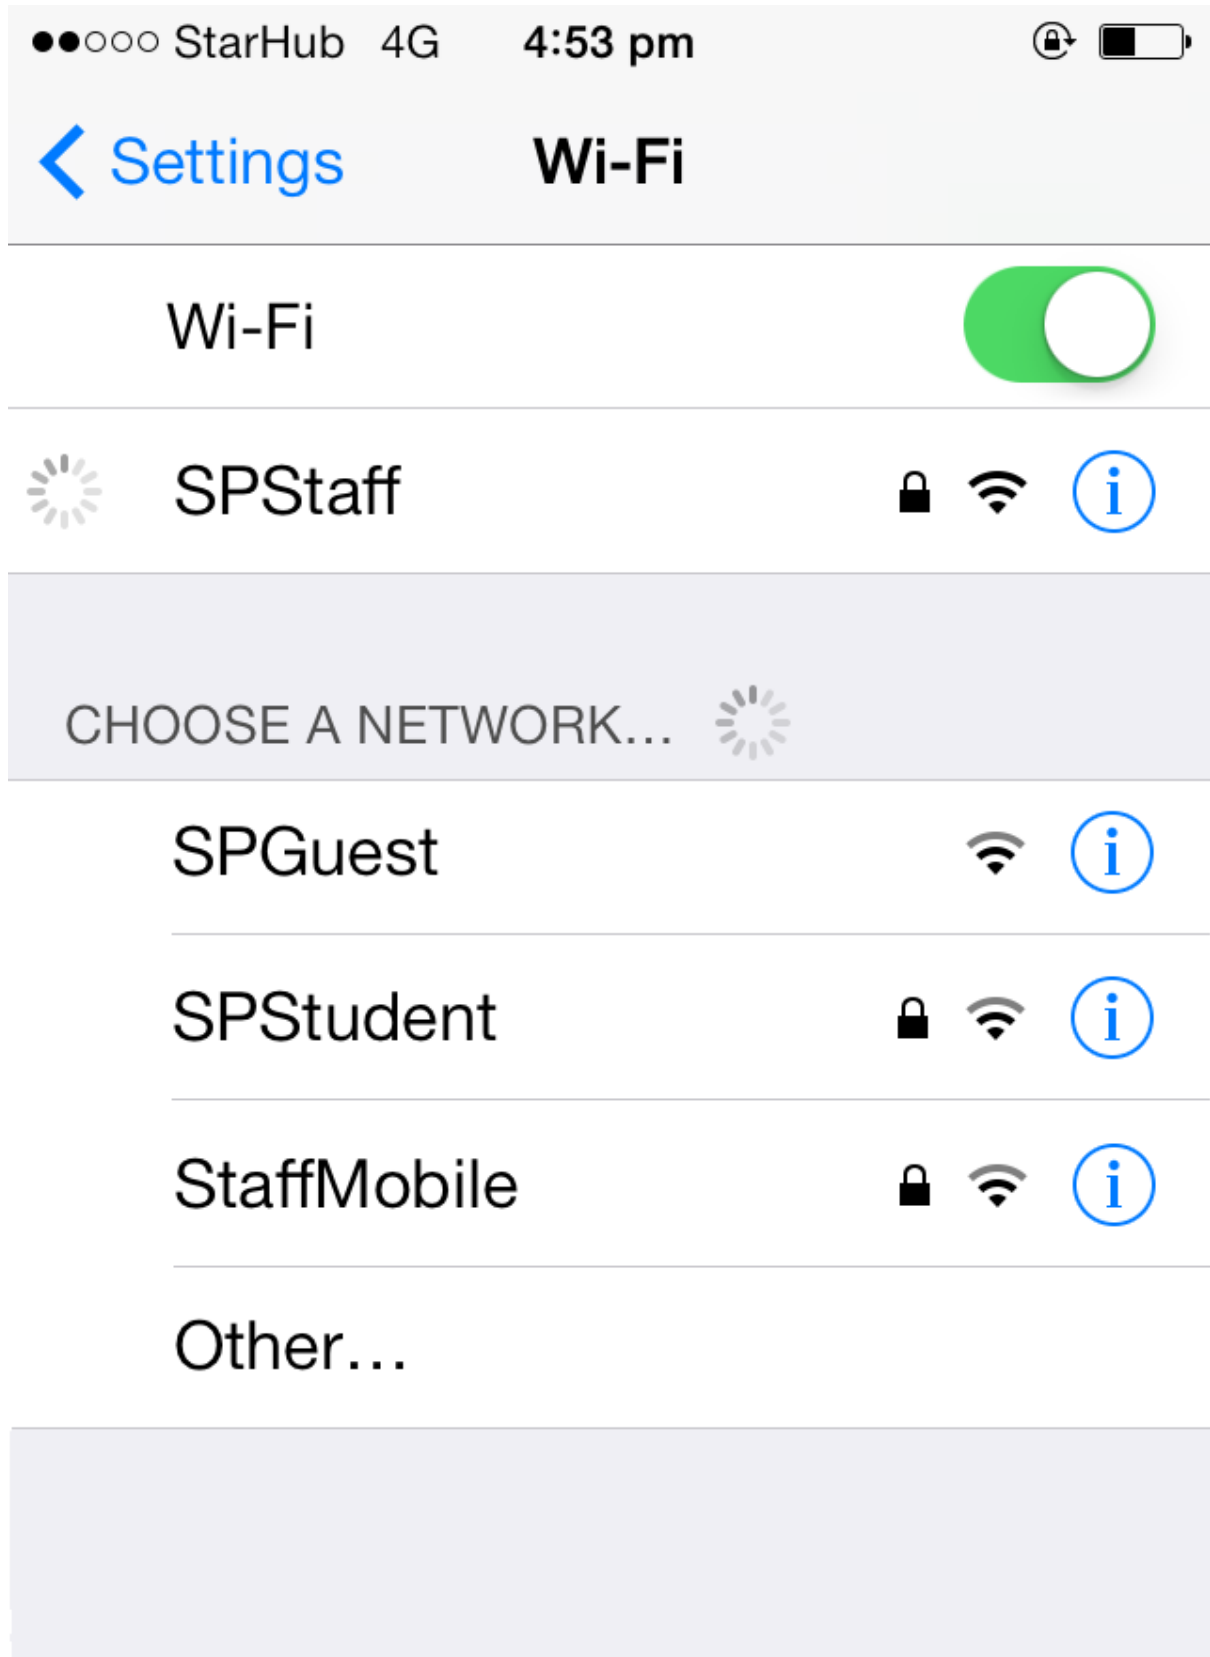 StarHub 4G 4:53 pm
Settings Wi-Fi
Wi-Fi
SPStaff
CHOOSE A NETWORK...
SPGuest
SPStudent
StaffMobile
Other...